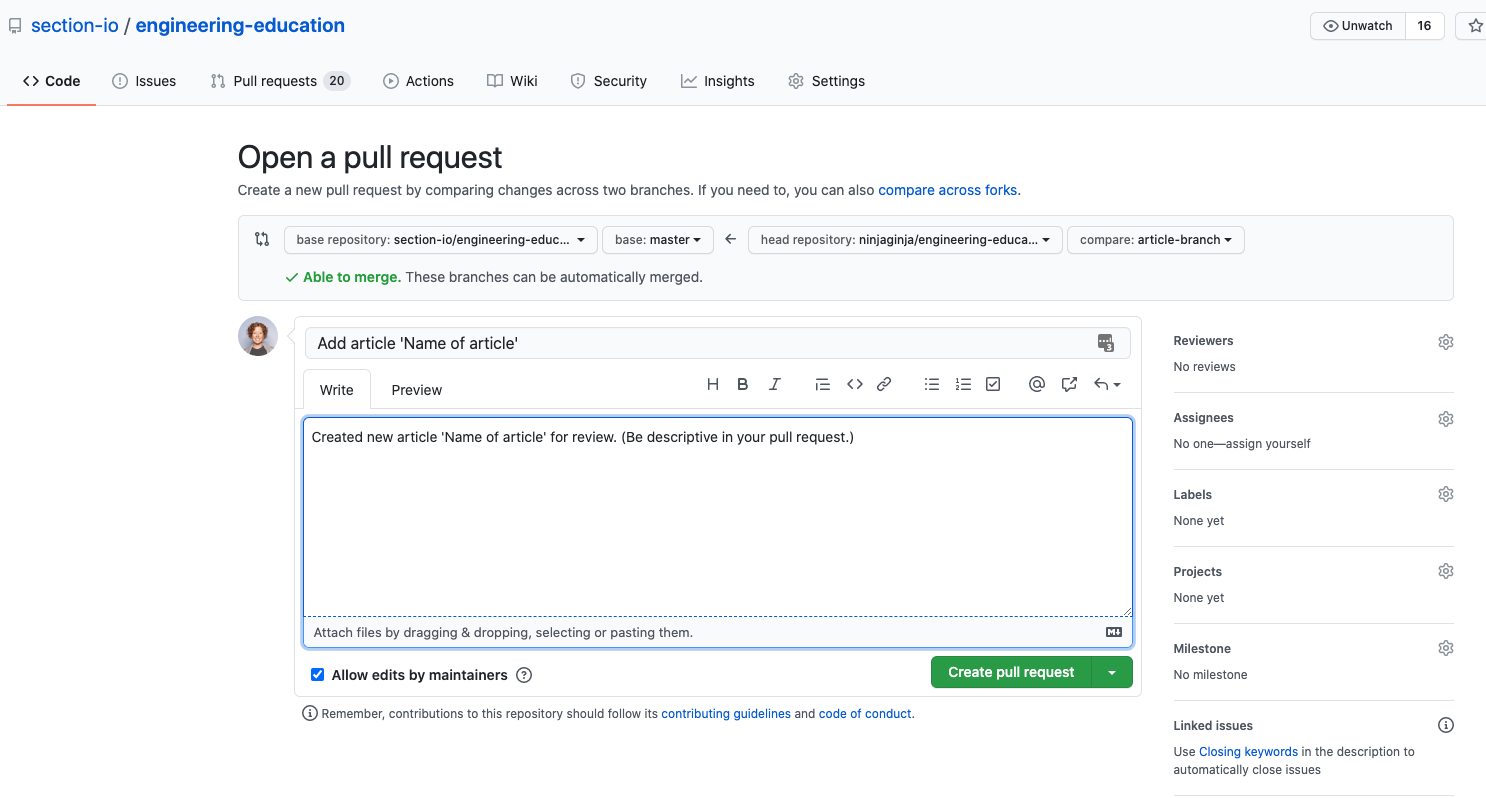 section-io / engineering-education
Unwatch 16
Code Issues Pull requests 20 Actions Wiki Security Insights Settings
Open a pull request
Create a new pull request by comparing changes across two branches. If you need to, you can also compare across forks.
base repository: section-io/engineering-educ... base: master head repository: ninjaginja/engineering-educa... compare: article-branch
Able to merge. These branches can be automatically merged.
Add article 'Name of article'
3
Write Preview
H B I
Created new article 'Name of article' for review. (Be descriptive in your pull request.)
Attach files by dragging & dropping, selecting or pasting them.
Allow edits by maintainers
Create pull request
Remember, contributions to this repository should follow its contributing guidelines and code of conduct.
Reviewers
No reviews
Assignees
No one—assign yourself
Labels
None yet
Projects
None yet
Milestone
No milestone
Linked issues
Use Closing keywords in the description to
automatically close issues